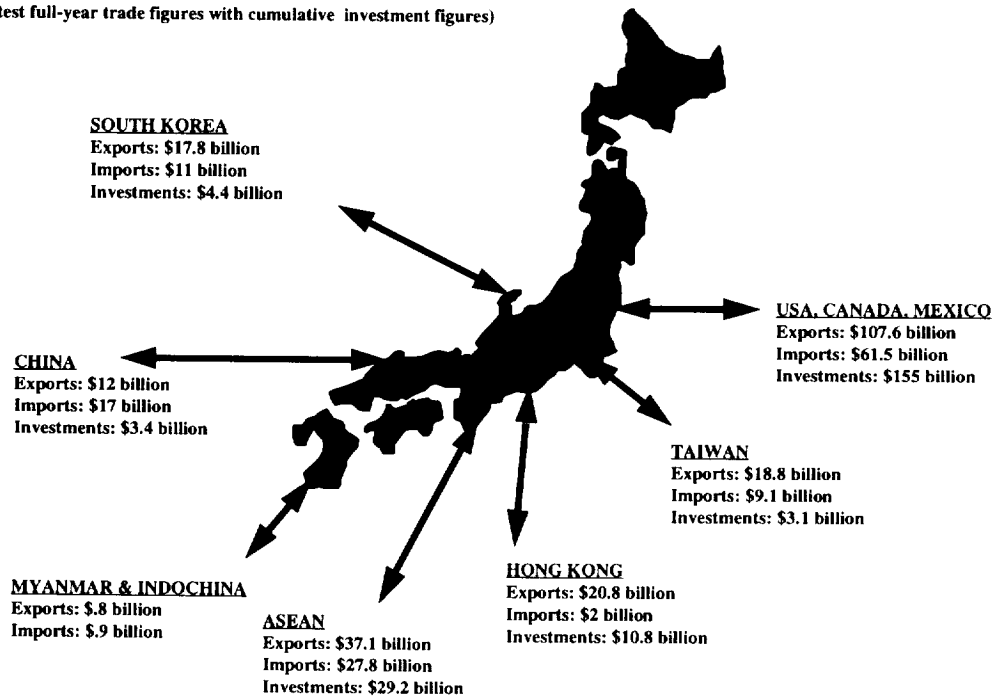 test full-year trade figures with cumulative investment figures)
SOUTH KOREA
Exports: $17.8 billion
Imports: $11 billion
Investments: $4.4 billion
USA, CANADA, MEXICO
Exports: $107.6 billion
Imports: $61.5 billion
Investments: $155 billion
CHINA
Exports: $12 billion
Imports: $17 billion
Investments: $3.4 billion
TAIWAN
Exports: $18.8 billion
Imports: $9.1 billion
Investments: $3.1 billion
HONG KONG
Exports: $20.8 billion
Imports: $2 billion
Investments: $10.8 billion
MYANMAR & INDOCHINA
Exports: $.8 billion
Imports: $.9 billion
ASEAN
Exports: $37.1 billion
Imports: $27.8 billion
Investments: $29.2 billion